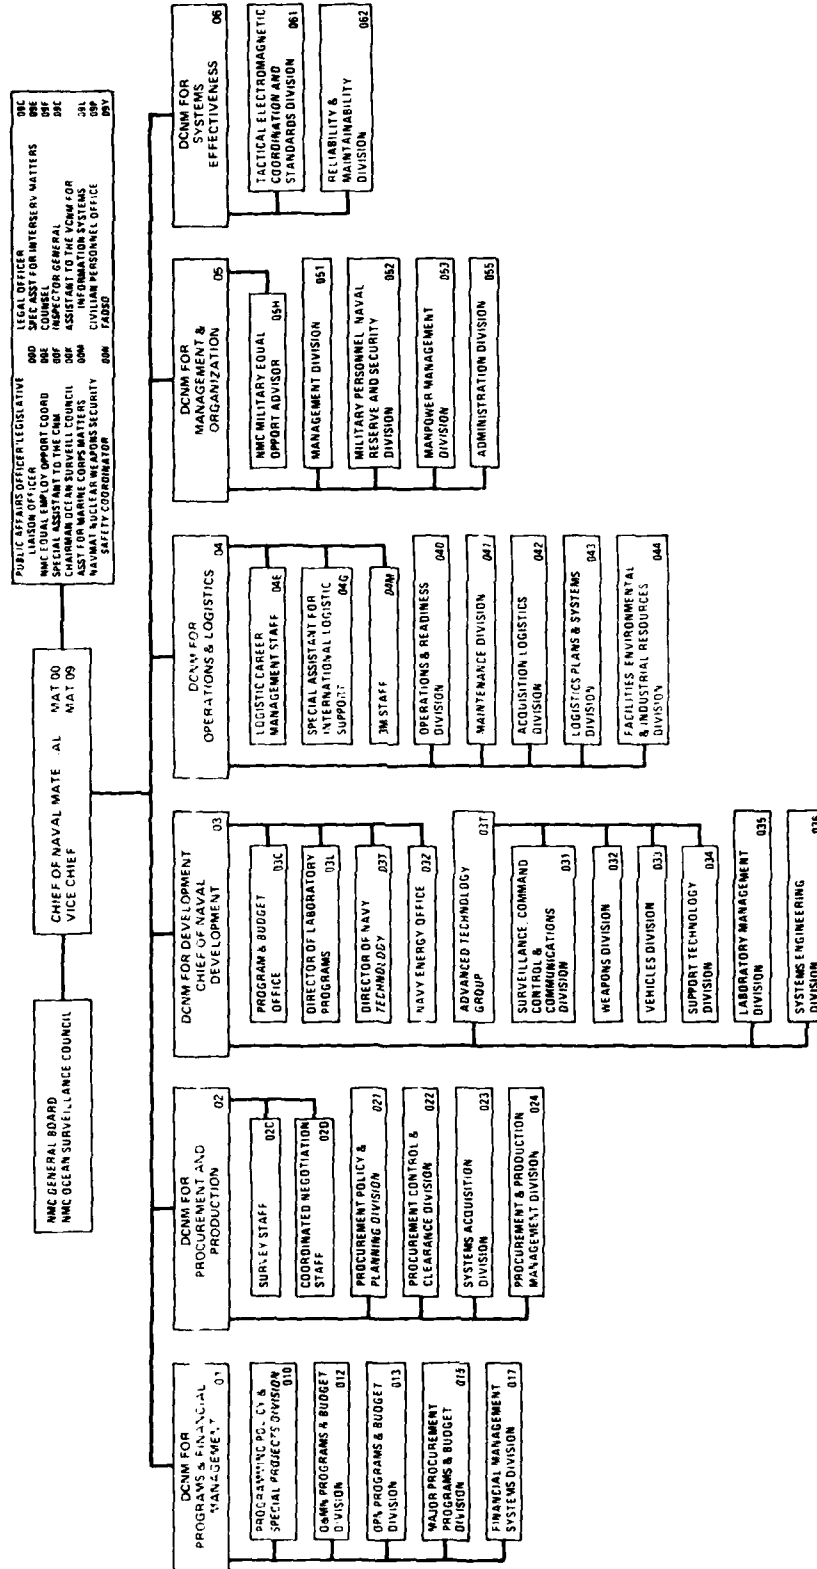 NMC GENERAL BOARD
NMC OCEAN SURVEILLANCE COUNCIL
CHIEF OF NAVAL MATE AL MAT 00
VICE CHIEF MAT 09
PUBLIC AFFAIRS OFFICER/LEGISLATIVE
LIAISON OFFICER 00D
NMC EQUAL EMPLOY OPPORT COORD 00E
SPECIAL ASSISTANT TO THE CNM 00F
CHAIRMAN OCEAN SURVEILL COUNCIL 00K
ASST FOR MARINE CORPS MATTERS 00M
NAVMAT NUCLEAR WEAPONS SECURITY
SAFETY COORDINATOR 00N
LEGAL OFFICER
SPEC ASST FOR INTERSERV MATTERS 09E
COUNSEL 09F
INSPECTOR GENERAL
ASSISTANT TO THE VCNM FOR
INFORMATION SYSTEMS
CIVILIAN PERSONNEL OFFICE 09P
FADSO 09Y
DCNM FOR
PROGRAMS & FINANCIAL
MANAGEMENT 01
PROGRAMMING POLICY &
SPECIAL PROJECTS DIVISION 010
O&MN PROGRAMS & BUDGET
DIVISION 012
OPN PROGRAMS & BUDGET
DIVISION 013
MAJOR PROCUREMENT
PROGRAMS & BUDGET
DIVISION 015
FINANCIAL MANAGEMENT
SYSTEMS DIVISION 017
DCNM FOR
PROCUREMENT AND
PRODUCTION 02
SURVEY STAFF 02C
COORDINATED NEGOTIATION
STAFF 02D
PROCUREMENT POLICY &
PLANNING DIVISION 021
PROCUREMENT CONTROL &
CLEARANCE DIVISION 022
SYSTEMS ACQUISITION
DIVISION 023
PROCUREMENT & PRODUCTION
MANAGEMENT DIVISION 024
DCNM FOR DEVELOPMENT
CHIEF OF NAVAL
DEVELOPMENT 03
PROGRAM & BUDGET
OFFICE 03C
DIRECTOR OF LABORATORY
PROGRAMS 03L
DIRECTOR OF NAVY
TECHNOLOGY 03T
NAVY ENERGY OFFICE 03Z
ADVANCED TECHNOLOGY
GROUP 03T
SURVEILLANCE, COMMAND
CONTROL &
COMMUNICATIONS
DIVISION 031
WEAPONS DIVISION 032
VEHICLES DIVISION 033
SUPPORT TECHNOLOGY
DIVISION 034
LABORATORY MANAGEMENT
DIVISION 035
SYSTEMS ENGINEERING
DIVISION 036
DCNM FOR
OPERATIONS & LOGISTICS 04
LOGISTIC CAREER
MANAGEMENT STAFF 04E
SPECIAL ASSISTANT FOR
INTERNATIONAL LOGISTIC
SUPPORT 04G
3M STAFF 04M
OPERATIONS & READINESS
DIVISION 040
MAINTENANCE DIVISION 041
ACQUISITION LOGISTICS
DIVISION 042
LOGISTICS PLANS & SYSTEMS
DIVISION 043
FACILITIES ENVIRONMENTAL
& INDUSTRIAL RESOURCES
DIVISION 044
DCNM FOR
MANAGEMENT &
ORGANIZATION 05
NMC MILITARY EQUAL
OPPORT ADVISOR 05H
MANAGEMENT DIVISION 051
MILITARY PERSONNEL NAVAL
RESERVE AND SECURITY
DIVISION 052
MANPOWER MANAGEMENT
DIVISION 053
ADMINISTRATION DIVISION 055
DCNM FOR
SYSTEMS
EFFECTIVENESS 06
TACTICAL ELECTROMAGNETIC
COORDINATION AND
STANDARDS DIVISION 061
RELIABILITY &
MAINTAINABILITY
DIVISION 062